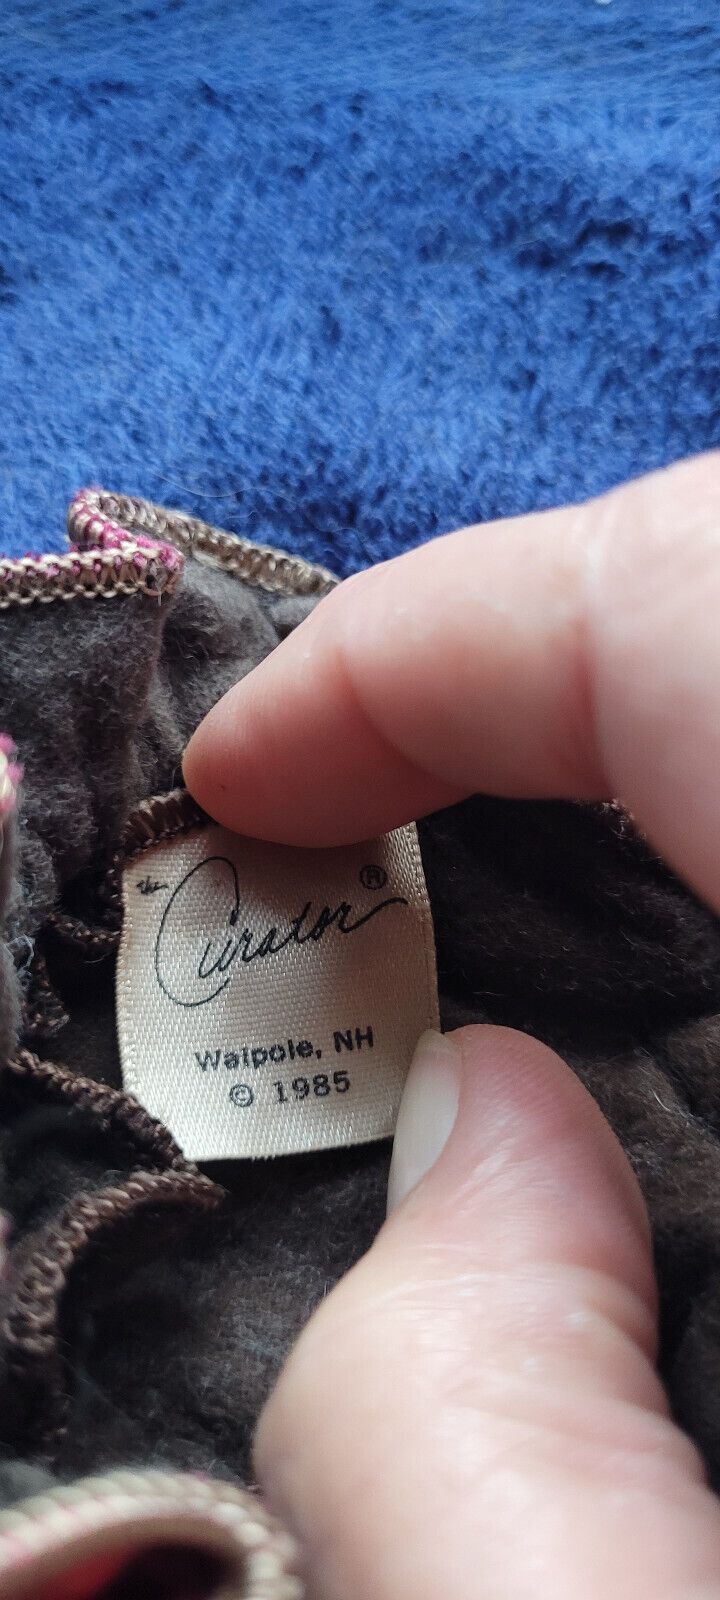 the
Curator ®
Walpole, NH
© 1985